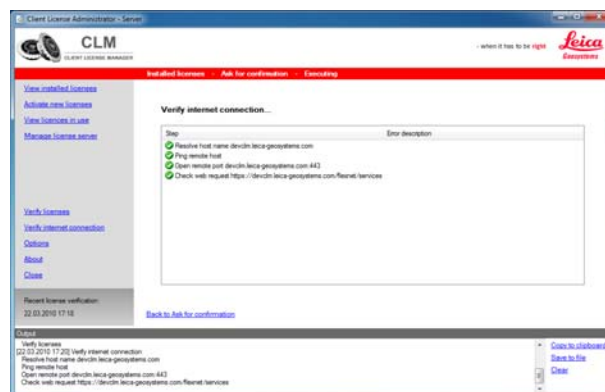 Client License Administrator - Server
CLM
CLIENT LICENSE MANAGER
- when it has to be right
Leica
Geosystems
Installed licenses - Ask for confirmation - Executing
View installed licenses
Activate new licenses
View licences in use
Manage license server
Verify licenses
Verify internet connection
Options
About
Close
Recent license verification:
22.03.2010 17:18
Verify internet connection...
Step Error description
Resolve host name devclm.leica-geosystems.com
Ping remote host
Open remote port devclm.leica-geosystems.com:443
Check web request https://devclm.leica-geosystems.com/flexnet/services
Back to Ask for confirmation
Output
Verify licenses
[22.03.2010 17:20] Verify internet connection
Resolve host name devclm.leica-geosystems.com
Ping remote host
Open remote port devclm.leica-geosystems.com:443
Check web request https://devclm.leica-geosystems.com/flexnet/services
Copy to clipboard
Save to file
Clear